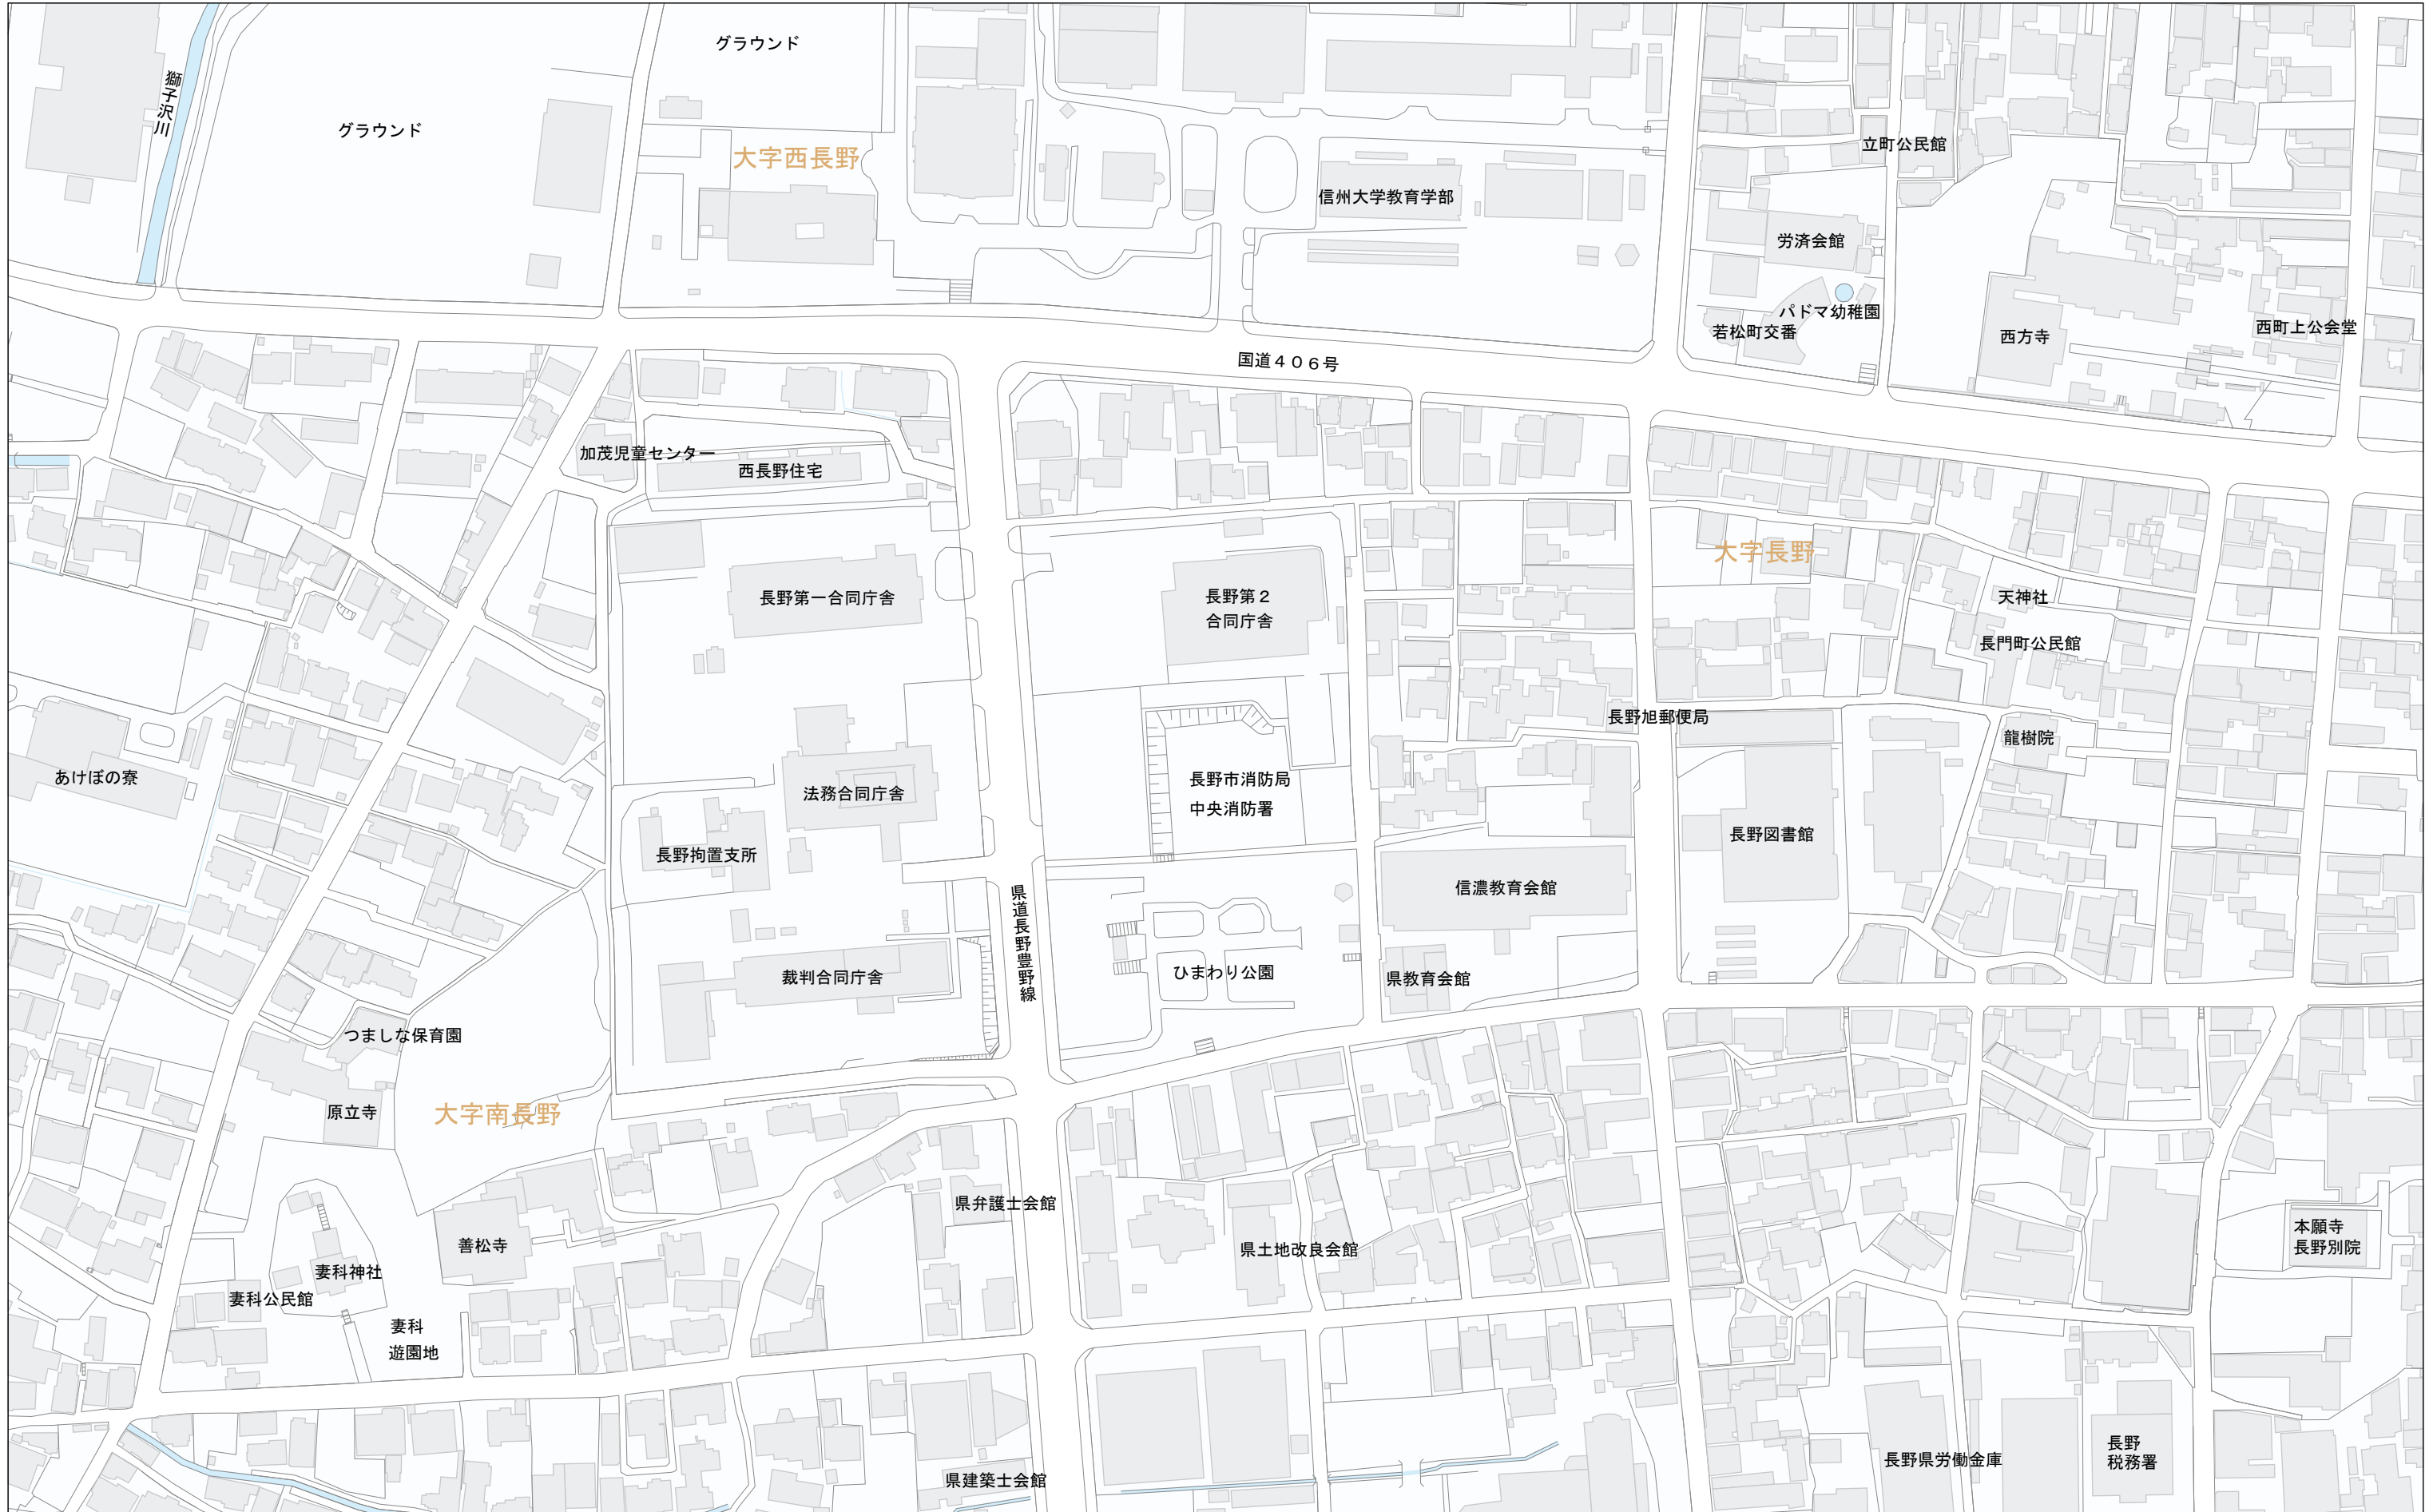 グラウンド
獅子沢川
グラウンド
大字西長野
立町公民館
信州大学教育学部
労済会館
パドマ幼稚園
若松町交番
西方寺
西町上公会堂
国道406号
加茂児童センター
西長野住宅
大字長野
長野第一合同庁舎
長野第2
合同庁舎
天神社
長門町公民館
長野旭郵便局
龍樹院
あけぼの寮
法務合同庁舎
長野市消防局
中央消防署
長野図書館
長野拘置支所
信濃教育会館
県道長野豊野線
裁判合同庁舎
ひまわり公園
県教育会館
つましな保育園
原立寺
大字南長野
県弁護士会館
善松寺
県土地改良会館
本願寺
長野別院
妻科神社
妻科公民館
妻科
遊園地
県建築士会館
長野県労働金庫
長野
税務署